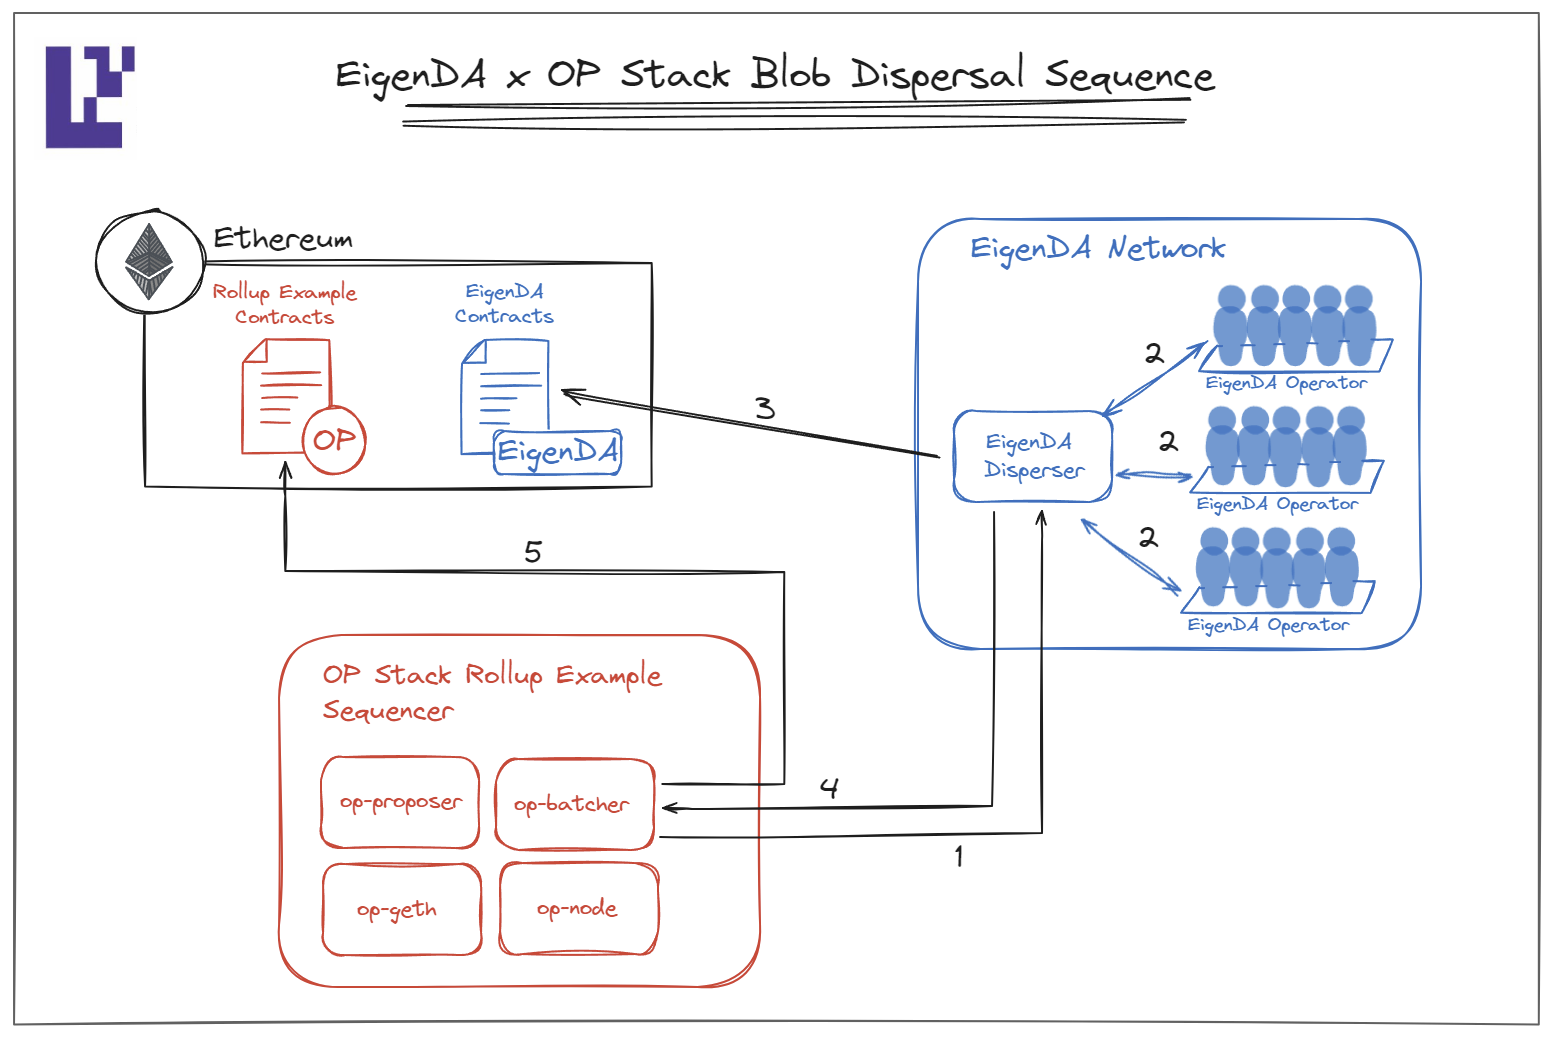 EigenDA x OP Stack Blob Dispersal Sequence
Ethereum
Rollup Example
Contracts
OP
EigenDA
Contracts
EigenDA
3
EigenDA Network
EigenDA
Disperser
2
EigenDA Operator
2
EigenDA Operator
2
EigenDA Operator
5
OP Stack Rollup Example
Sequencer
op-proposer
op-batcher
op-geth
op-node
4
1